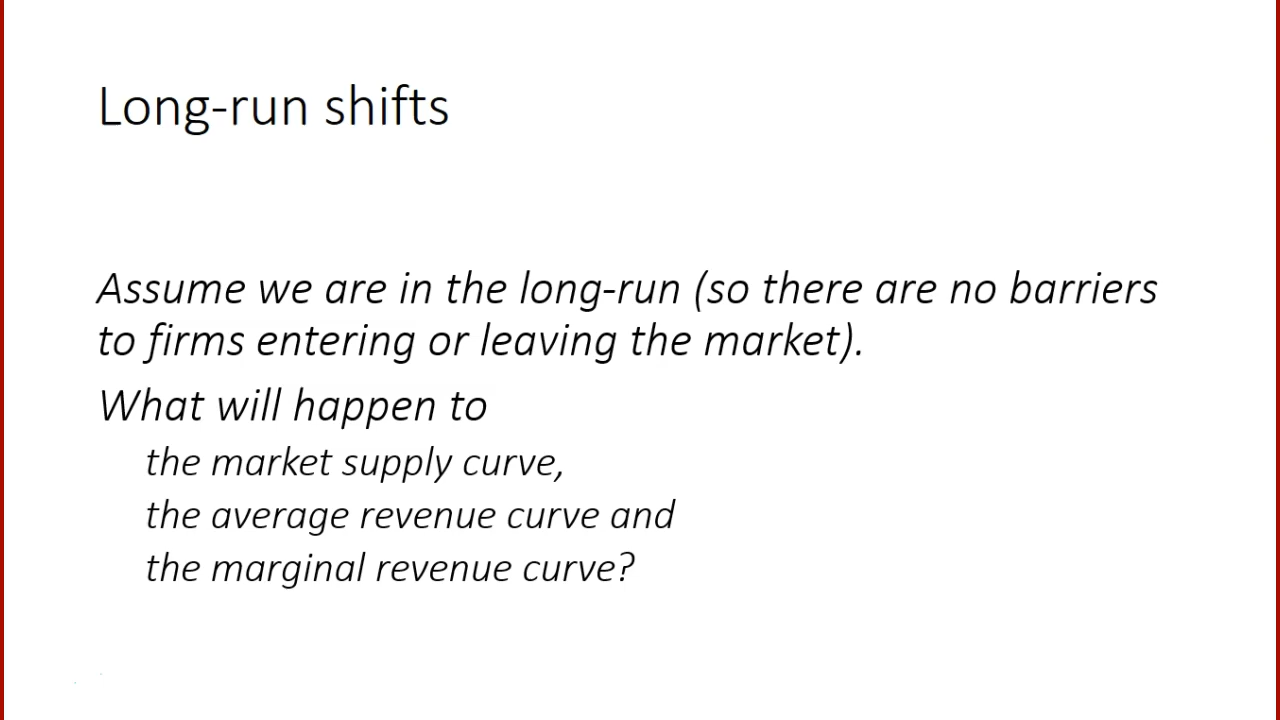 Long-run shifts
Assume we are in the long-run (so there are no barriers
to firms entering or leaving the market).
What will happen to
the market supply curve,
the average revenue curve and
the marginal revenue curve?